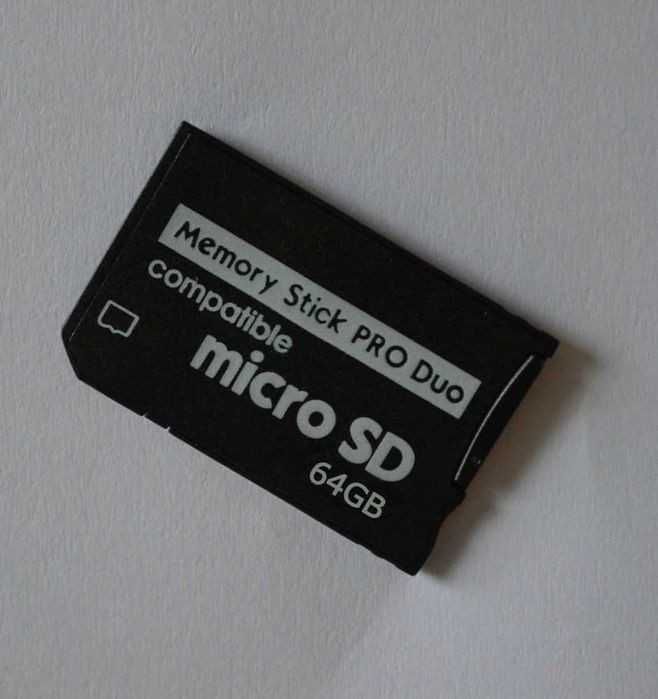 Memory Stick PRO Duo
compatible
micro SD
64GB